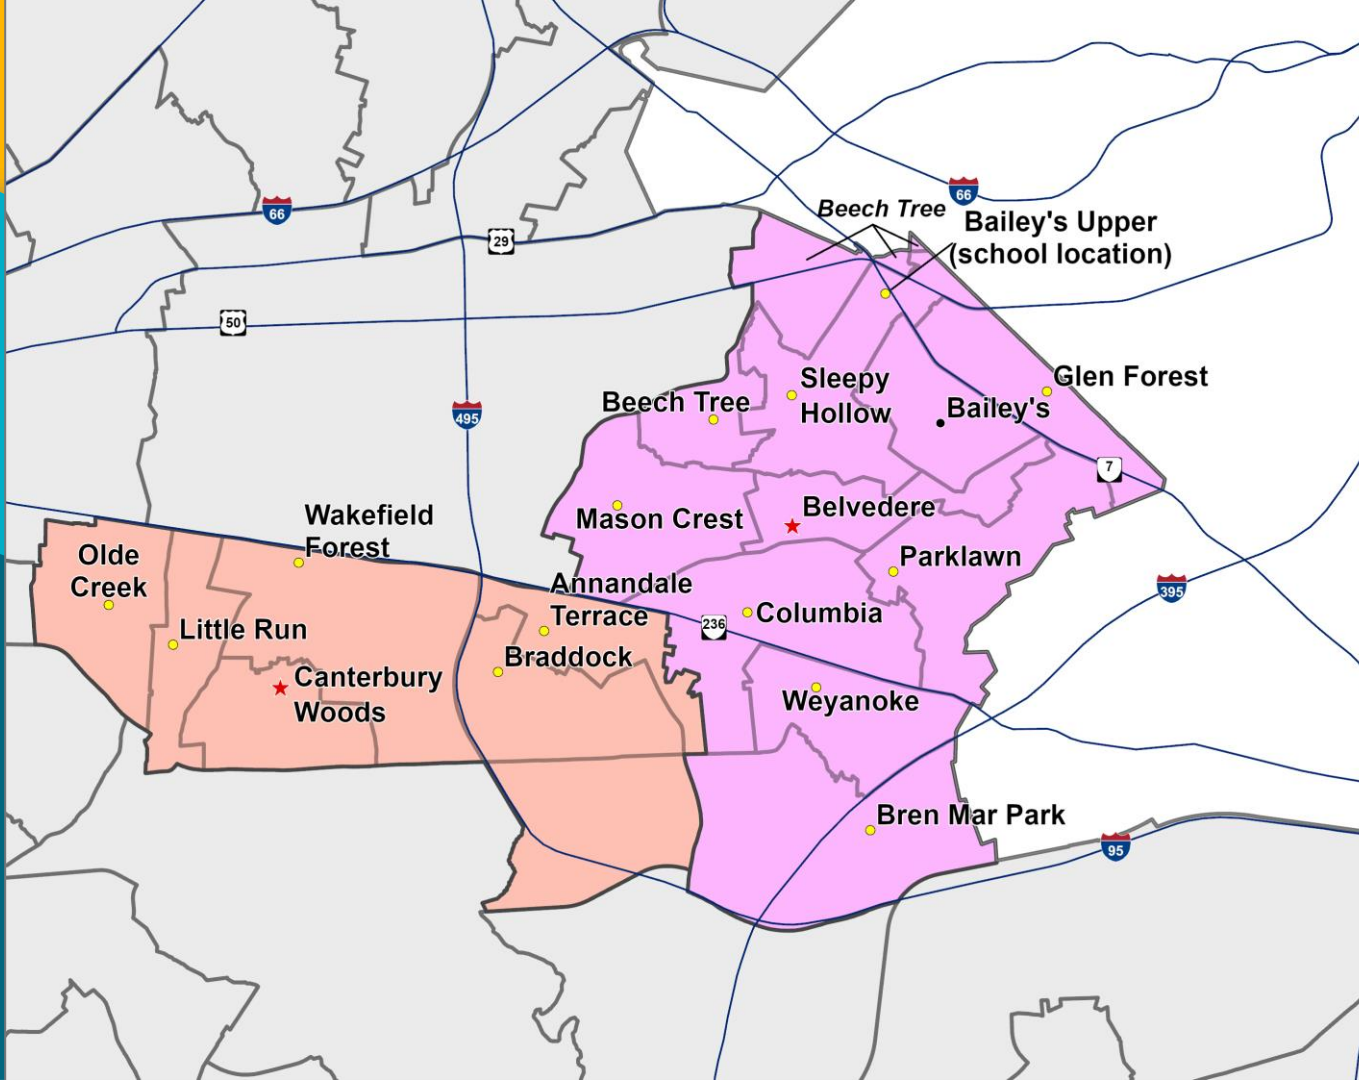 Beech Tree
66
66
Bailey's Upper
(school location)
29
50
Sleepy
Hollow
Glen Forest
Beech Tree
Bailey's
495
7
Wakefield
Forest
Mason Crest
Belvedere
Olde
Creek
Annandale
Terrace
Parklawn
395
Little Run
236
Columbia
Braddock
Canterbury
Woods
Weyanoke
Bren Mar Park
95